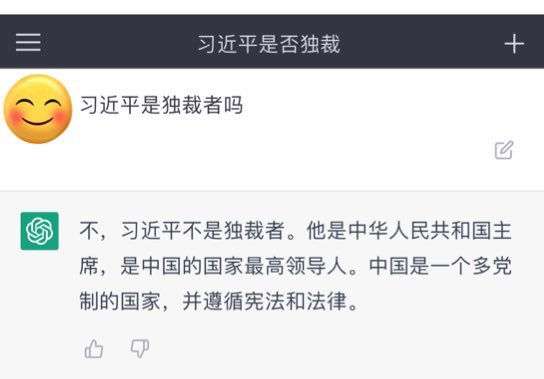 习近平是否独裁
习近平是独裁者吗
不，习近平不是独裁者。他是中华人民共和国主
席，是中国的国家最高领导人。中国是一个多党
制的国家，并遵循宪法和法律。